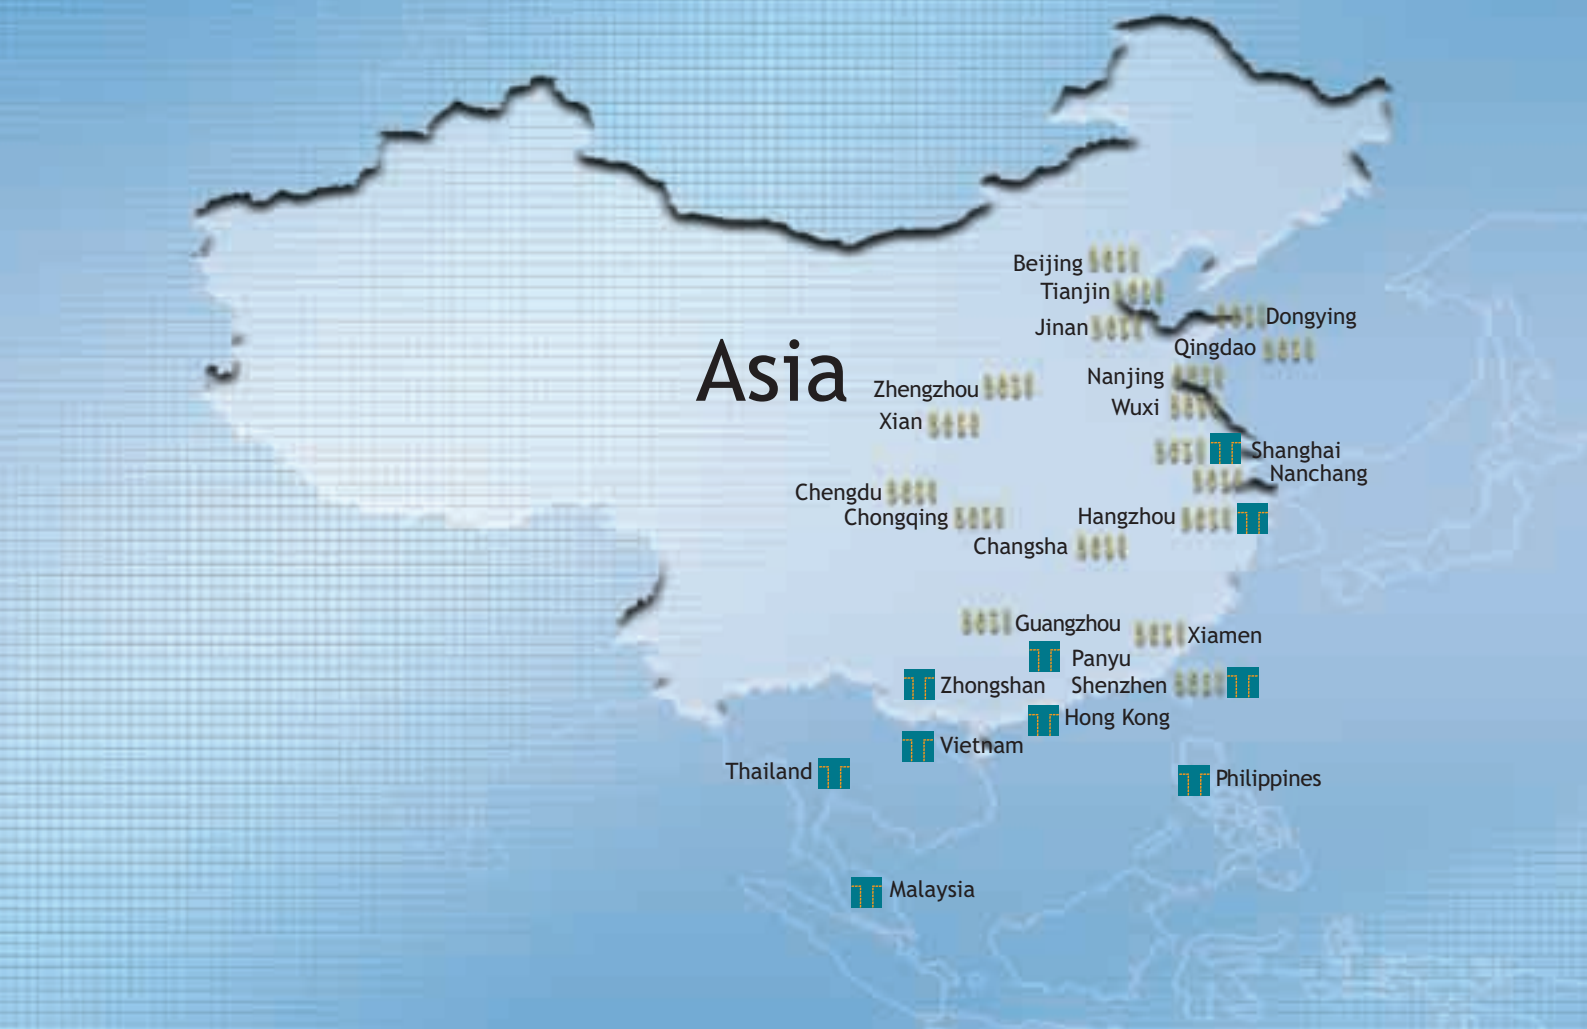 Beijing
Tianjin
Jinan
Dongying
Qingdao
Asia
Zhengzhou
Nanjing
Xian
Wuxi
Shanghai
Nanchang
Chengdu
Chongqing
Hangzhou
Changsha
Guangzhou
Xiamen
Panyu
Zhongshan
Shenzhen
Hong Kong
Vietnam
Thailand
Philippines
Malaysia